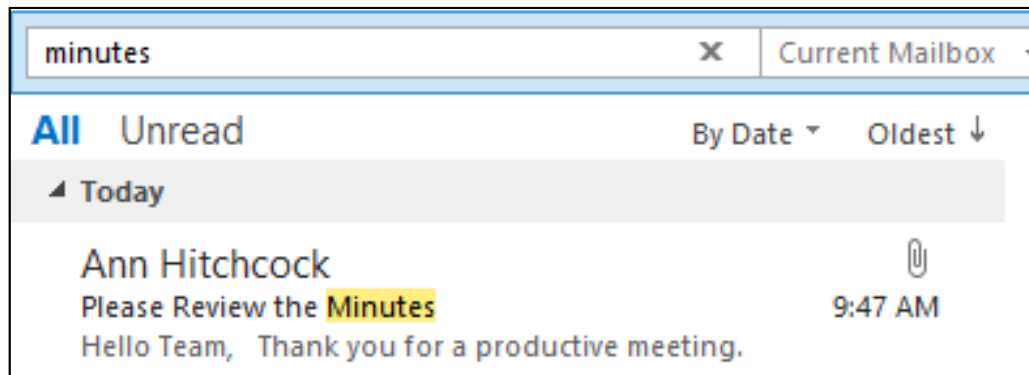 minutes Current Mailbox
All Unread By Date Oldest
Today
Ann Hitchcock
Please Review the Minutes 9:47 AM
Hello Team, Thank you for a productive meeting.